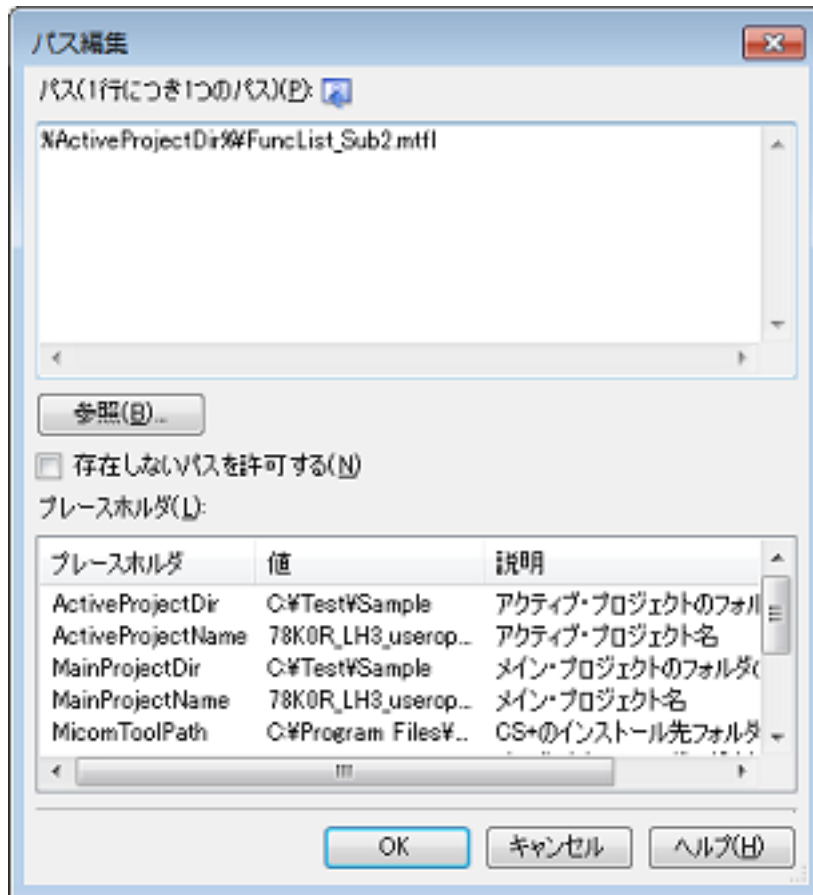 パス編集
パス(1行につき1つのパス)(P):
%ActiveProjectDir%¥FuncList_Sub2.mtfl
参照(B)...
存在しないパスを許可する(N)
プレースホルダ(L):
プレースホルダ 値 説明
ActiveProjectDir C:¥Test¥Sample アクティブ・プロジェクトのフォル
ActiveProjectName 78K0R_LH3_userop... アクティブ・プロジェクト名
MainProjectDir C:¥Test¥Sample メイン・プロジェクトのフォルダ(
MainProjectName 78K0R_LH3_userop... メイン・プロジェクト名
MicomToolPath C:¥Program Files¥... CS+のインストール先フォルダ
OK キャンセル ヘルプ(H)